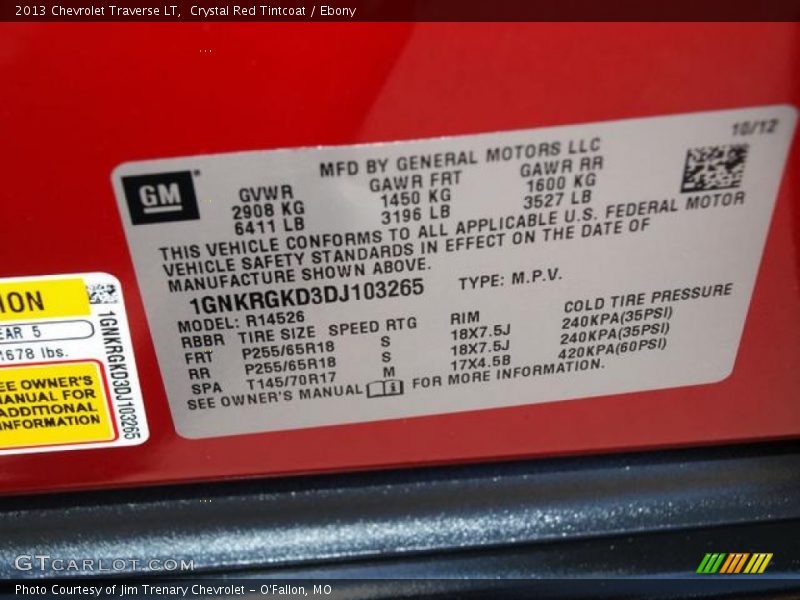 2013 Chevrolet Traverse LT,  Crystal Red Tintcoat / Ebony
10/12
GM
MFD BY GENERAL MOTORS LLC
GVWR GAWR FRT GAWR RR
2908 KG 1450 KG 1600 KG
6411 LB 3196 LB 3527 LB
THIS VEHICLE CONFORMS TO ALL APPLICABLE U.S. FEDERAL MOTOR
VEHICLE SAFETY STANDARDS IN EFFECT ON THE DATE OF
MANUFACTURE SHOWN ABOVE.
1GNKRGKD3DJ103265 TYPE: M.P.V.
MODEL: R14526
RBBR TIRE SIZE SPEED RTG RIM COLD TIRE PRESSURE
FRT P255/65R18 S 18X7.5J 240KPA(35PSI)
RR P255/65R18 S 18X7.5J 240KPA(35PSI)
SPA T145/70R17 M 17X4.5B 420KPA(60PSI)
SEE OWNER'S MANUAL FOR MORE INFORMATION.
ION
EAR 5
1678 lbs.
EE OWNER'S
ANUAL FOR
ADDITIONAL
NFORMATION
1GNKRGKD3DJ103265
GTCARLOT.COM
Photo Courtesy of Jim Trenary Chevrolet - O'Fallon, MO